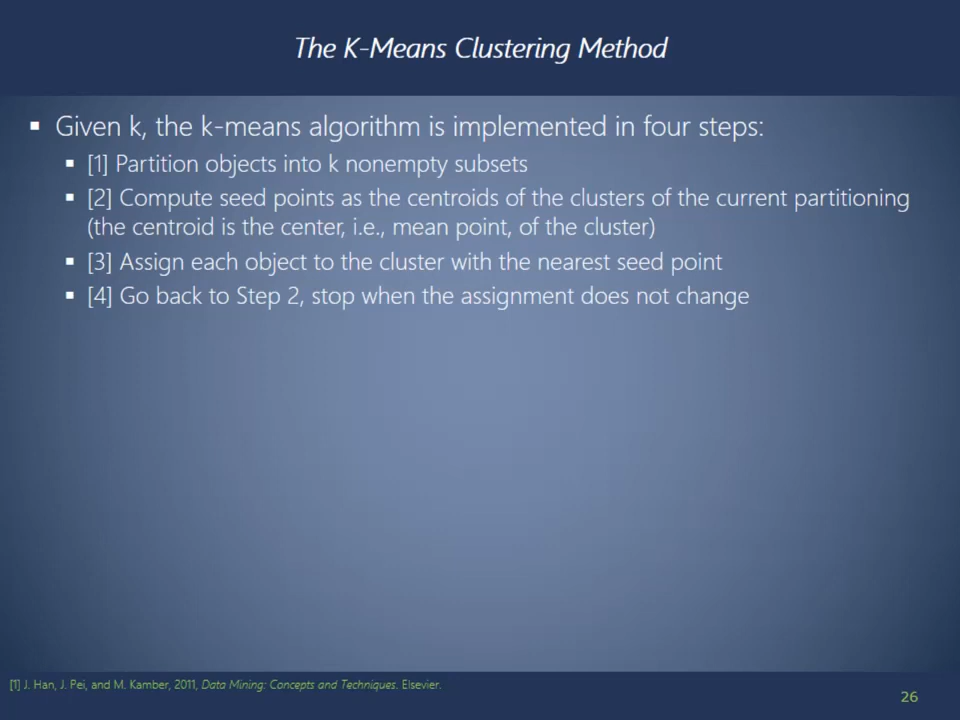 The K-Means Clustering Method
▪ Given k, the k-means algorithm is implemented in four steps:
▪ [1] Partition objects into k nonempty subsets
▪ [2] Compute seed points as the centroids of the clusters of the current partitioning
(the centroid is the center, i.e., mean point, of the cluster)
▪ [3] Assign each object to the cluster with the nearest seed point
▪ [4] Go back to Step 2, stop when the assignment does not change
[1] J. Han, J. Pei, and M. Kamber, 2011, Data Mining: Concepts and Techniques. Elsevier.
26